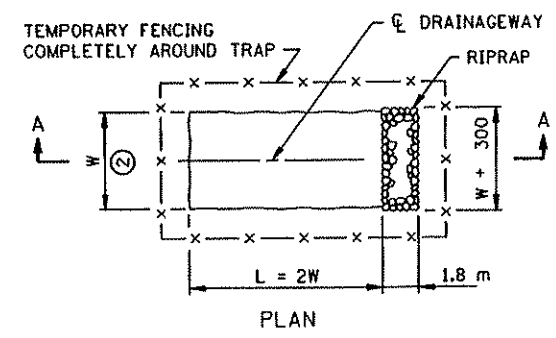 TEMPORARY FENCING
COMPLETELY AROUND TRAP
℄ DRAINAGEWAY
RIPRAP
A
A
W
②
W + 300
L = 2W
1.8 m
PLAN